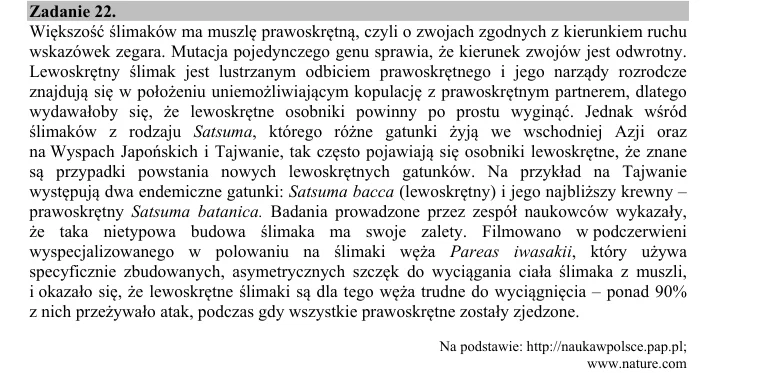 Zadanie 22.
Większość ślimaków ma muszlę prawoskrętną, czyli o zwojach zgodnych z kierunkiem ruchu
wskazówek zegara. Mutacja pojedynczego genu sprawia, że kierunek zwojów jest odwrotny.
Lewoskrętny ślimak jest lustrzanym odbiciem prawoskrętnego i jego narządy rozrodcze
znajdują się w położeniu uniemożliwiającym kopulację z prawoskrętnym partnerem, dlatego
wydawałoby się, że lewoskrętne osobniki powinny po prostu wyginąć. Jednak wśród
ślimaków z rodzaju Satsuma, którego różne gatunki żyją we wschodniej Azji oraz
na Wyspach Japońskich i Tajwanie, tak często pojawiają się osobniki lewoskrętne, że znane
są przypadki powstania nowych lewoskrętnych gatunków. Na przykład na Tajwanie
występują dwa endemiczne gatunki: Satsuma bacca (lewoskrętny) i jego najbliższy krewny –
prawoskrętny Satsuma batanica. Badania prowadzone przez zespół naukowców wykazały,
że taka nietypowa budowa ślimaka ma swoje zalety. Filmowano w podczerwieni
wyspecjalizowanego w polowaniu na ślimaki węża Pareas iwasakii, który używa
specyficznie zbudowanych, asymetrycznych szczęk do wyciągania ciała ślimaka z muszli,
i okazało się, że lewoskrętne ślimaki są dla tego węża trudne do wyciągnięcia – ponad 90%
z nich przeżywało atak, podczas gdy wszystkie prawoskrętne zostały zjedzone.
Na podstawie: http://naukawpolsce.pap.pl;
www.nature.com